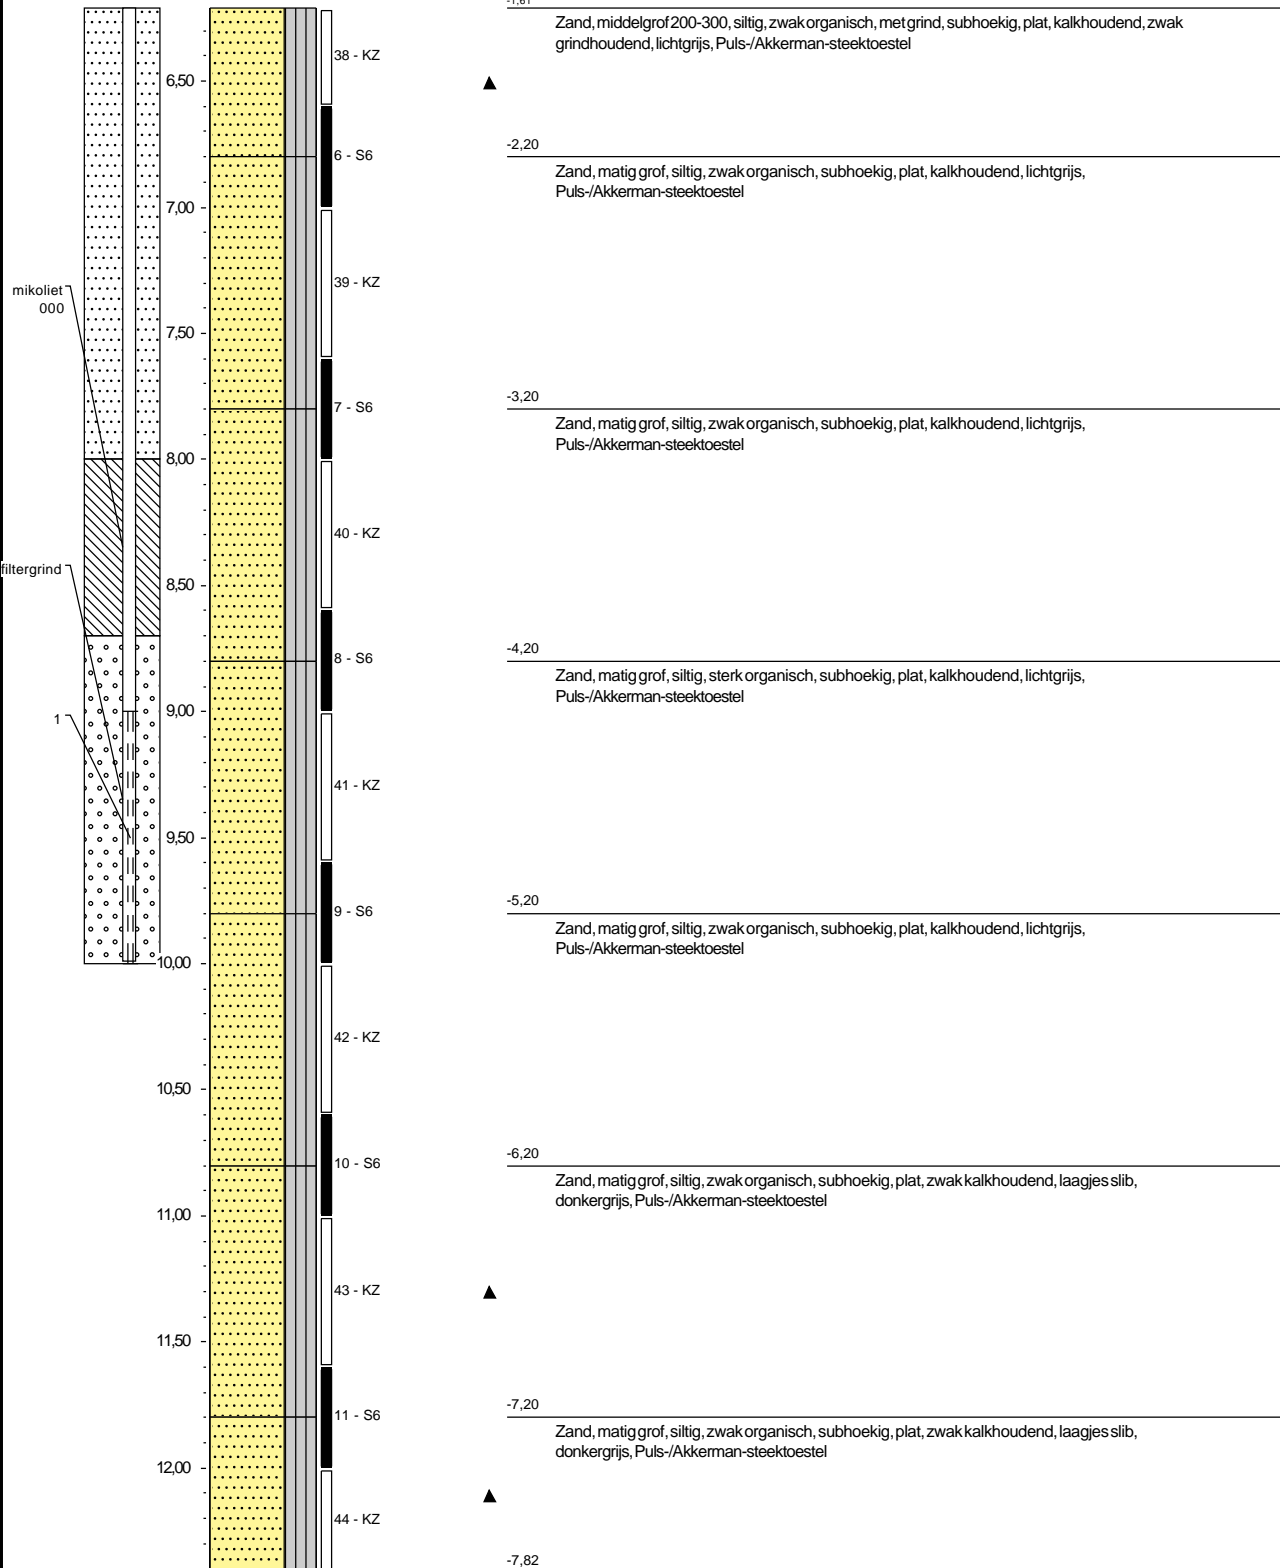 -1,61
Zand, middelgrof 200-300, siltig, zwak organisch, met grind, subhoekig, plat, kalkhoudend, zwak
grindhoudend, lichtgrijs, Puls-/Akkerman-steektoestel
38 - KZ
6,50
-2,20
6 - S6
Zand, matig grof, siltig, zwak organisch, subhoekig, plat, kalkhoudend, lichtgrijs,
Puls-/Akkerman-steektoestel
7,00
39 - KZ
mikoliet
000
7,50
-3,20
7 - S6
Zand, matig grof, siltig, zwak organisch, subhoekig, plat, kalkhoudend, lichtgrijs,
Puls-/Akkerman-steektoestel
8,00
40 - KZ
filtergrind
8,50
-4,20
8 - S6
Zand, matig grof, siltig, sterk organisch, subhoekig, plat, kalkhoudend, lichtgrijs,
Puls-/Akkerman-steektoestel
9,00
1
41 - KZ
9,50
-5,20
9 - S6
Zand, matig grof, siltig, zwak organisch, subhoekig, plat, kalkhoudend, lichtgrijs,
Puls-/Akkerman-steektoestel
10,00
42 - KZ
10,50
-6,20
10 - S6
Zand, matig grof, siltig, zwak organisch, subhoekig, plat, zwak kalkhoudend, laagjes slib,
donkergrijs, Puls-/Akkerman-steektoestel
11,00
43 - KZ
11,50
-7,20
11 - S6
Zand, matig grof, siltig, zwak organisch, subhoekig, plat, zwak kalkhoudend, laagjes slib,
donkergrijs, Puls-/Akkerman-steektoestel
12,00
44 - KZ
-7,82